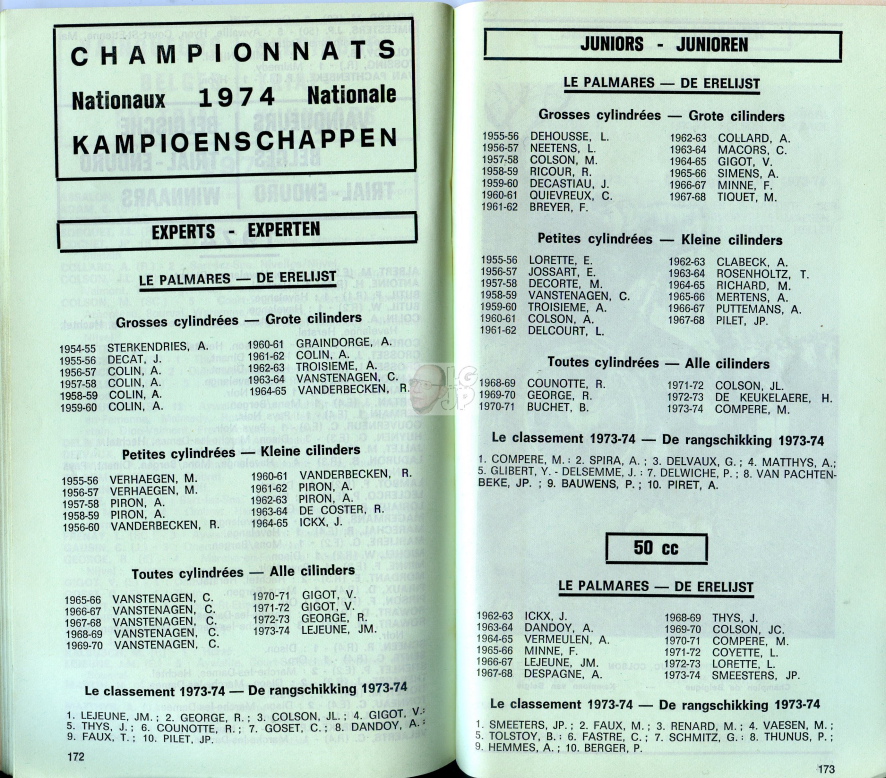 CHAMPIONNATS
Nationaux 1974 Nationale
KAMPIOENSCHAPPEN
EXPERTS - EXPERTEN
LE PALMARES — DE ERELIJST
Grosses cylindrées — Grote cilinders
1954-55 STERKENDRIES, A.
1955-56 DECAT, J.
1956-57 COLIN, A.
1957-58 COLIN, A.
1958-59 COLIN, A.
1959-60 COLIN, A.
1960-61 GRAINDORGE, A.
1961-62 COLIN, A.
1962-63 TROISIEME, A.
1963-64 VANSTENAGEN, C.
1964-65 VANDERBECKEN, R.
Petites cylindrées — Kleine cilinders
1955-56 VERHAEGEN, M.
1956-57 VERHAEGEN, M.
1957-58 PIRON, A.
1958-59 PIRON, A.
1956-60 VANDERBECKEN, R.
1960-61 VANDERBECKEN, R.
1961-62 PIRON, A.
1962-63 PIRON, A.
1963-64 DE COSTER, R.
1964-65 ICKX, J.
Toutes cylindrées — Alle cilinders
1965-66 VANSTENAGEN, C.
1966-67 VANSTENAGEN, C.
1967-68 VANSTENAGEN, C.
1968-69 VANSTENAGEN, C.
1969-70 VANSTENAGEN, C.
1970-71 GIGOT, V.
1971-72 GIGOT, V.
1972-73 GEORGE, R.
1973-74 LEJEUNE, JM.
Le classement 1973-74 — De rangschikking 1973-74
1. LEJEUNE, JM. ; 2. GEORGE, R. ; 3. COLSON, JL. ; 4. GIGOT, V. ;
5. THYS, J. ; 6. COUNOTTE, R. ; 7. GOSET, C. ; 8. DANDOY, A. :
9. FAUX, T. ; 10. PILET, JP.
172
JUNIORS - JUNIOREN
LE PALMARES — DE ERELIJST
Grosses cylindrées — Grote cilinders
1955-56 DEHOUSSE, L.
1956-57 NEETENS, L.
1957-58 COLSON, M.
1958-59 RICOUR, R.
1959-60 DECASTIAU, J.
1960-61 QUIEVREUX, C.
1961-62 BREYER, F.
1962-63 COLLARD, A.
1963-64 MACORS, C.
1964-65 GIGOT, V.
1965-66 SIMENS, A.
1966-67 MINNE, F.
1967-68 TIQUET, M.
Petites cylindrées — Kleine cilinders
1955-56 LORETTE, E.
1956-57 JOSSART, E.
1957-58 DECORTE, M.
1958-59 VANSTENAGEN, C.
1959-60 TROISIEME, A.
1960-61 COLSON, A.
1961-62 DELCOURT, L.
1962-63 CLABECK, A.
1963-64 ROSENHOLTZ, T.
1964-65 RICHARD, M.
1965-66 MERTENS, A.
1966-67 PUTTEMANS, A.
1967-68 PILET, JP.
Toutes cylindrées — Alle cilinders
1968-69 COUNOTTE, R.
1969-70 GEORGE, R.
1970-71 BUCHET, B.
1971-72 COLSON, JL.
1972-73 DE KEUKELAERE, H.
1973-74 COMPERE, M.
Le classement 1973-74 — De rangschikking 1973-74
1. COMPERE, M. : 2. SPIRA, A. ; 3. DELVAUX, G. ; 4. MATTHYS, A.;
5. GLIBERT, Y. - DELSEMME, J. : 7. DELWICHE, P. ; 8. VAN PACHTEN-
BEKE, JP. ; 9. BAUWENS, P. ; 10. PIRET, A.
50 cc
LE PALMARES — DE ERELIJST
1962-63 ICKX, J.
1963-64 DANDOY, A.
1964-65 VERMEULEN, A.
1965-66 MINNE, F.
1966-67 LEJEUNE, JM.
1967-68 DESPAGNE, A.
1968-69 THYS, J.
1969-70 COLSON, JC.
1970-71 COMPERE, M.
1971-72 COYETTE, L.
1972-73 LORETTE, L.
1973-74 SMEESTERS, JP.
Le classement 1973-74 — De rangschikking 1973-74
1. SMEETERS, JP. ; 2. FAUX, M. ; 3. RENARD, M. ; 4. VAESEN, M. ;
5. TOLSTOY, B. : 6. FASTRE, C. ; 7. SCHMITZ, G. : 8. THUNUS, P. ;
9. HEMMES, A. ; 10. BERGER, P.
173